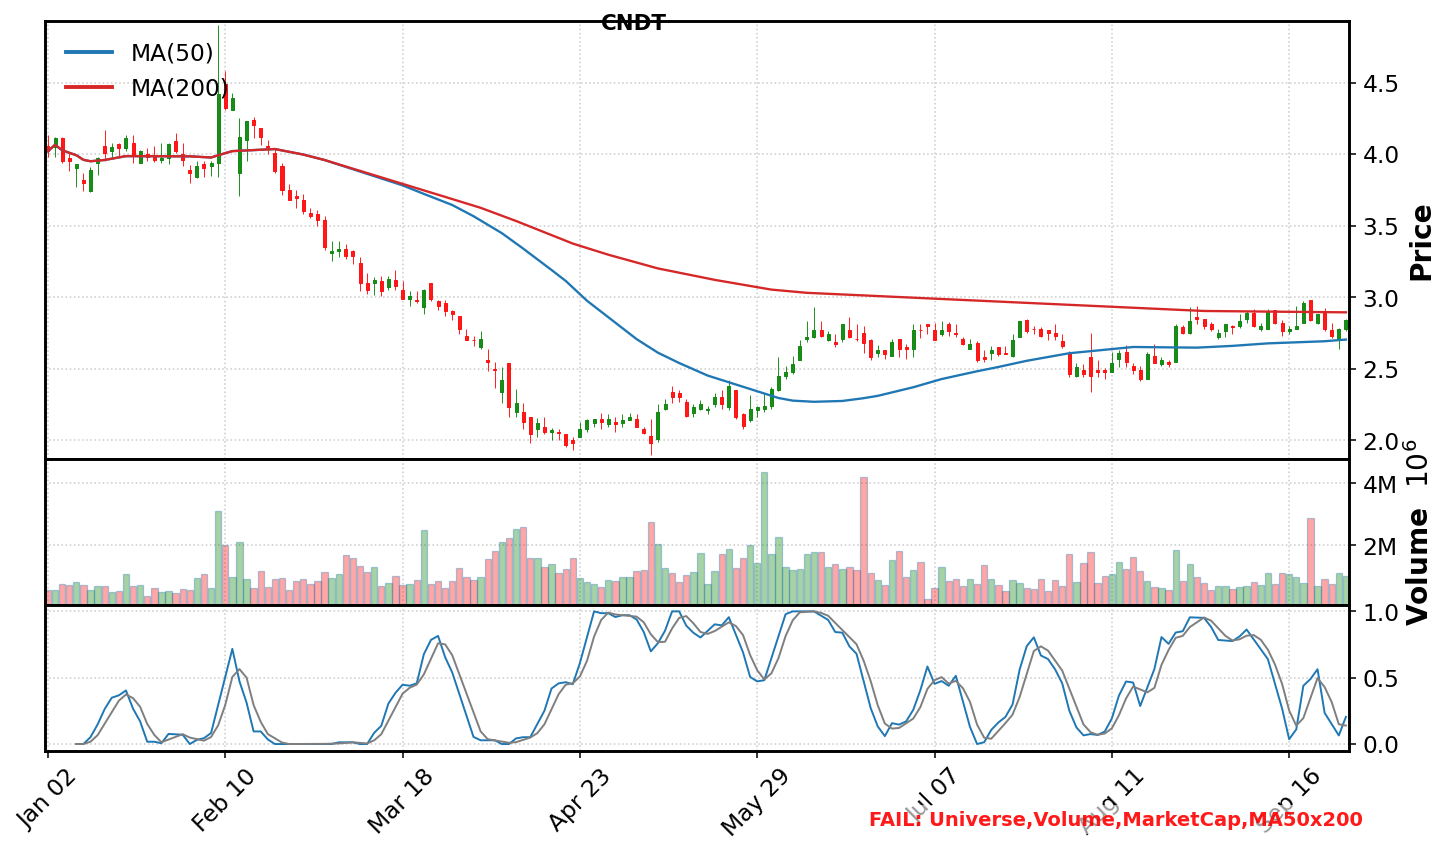 CNDT
MA(50)
MA(200)
4.5
4.0
3.5
3.0
2.5
2.0
Price
4M
2M
Volume 10^6
1.0
0.5
0.0
Jan 02
Feb 10
Mar 18
Apr 23
May 29
Jul 07
Aug 11
Sep 16
FAIL: Universe,Volume,MarketCap,MA50x200